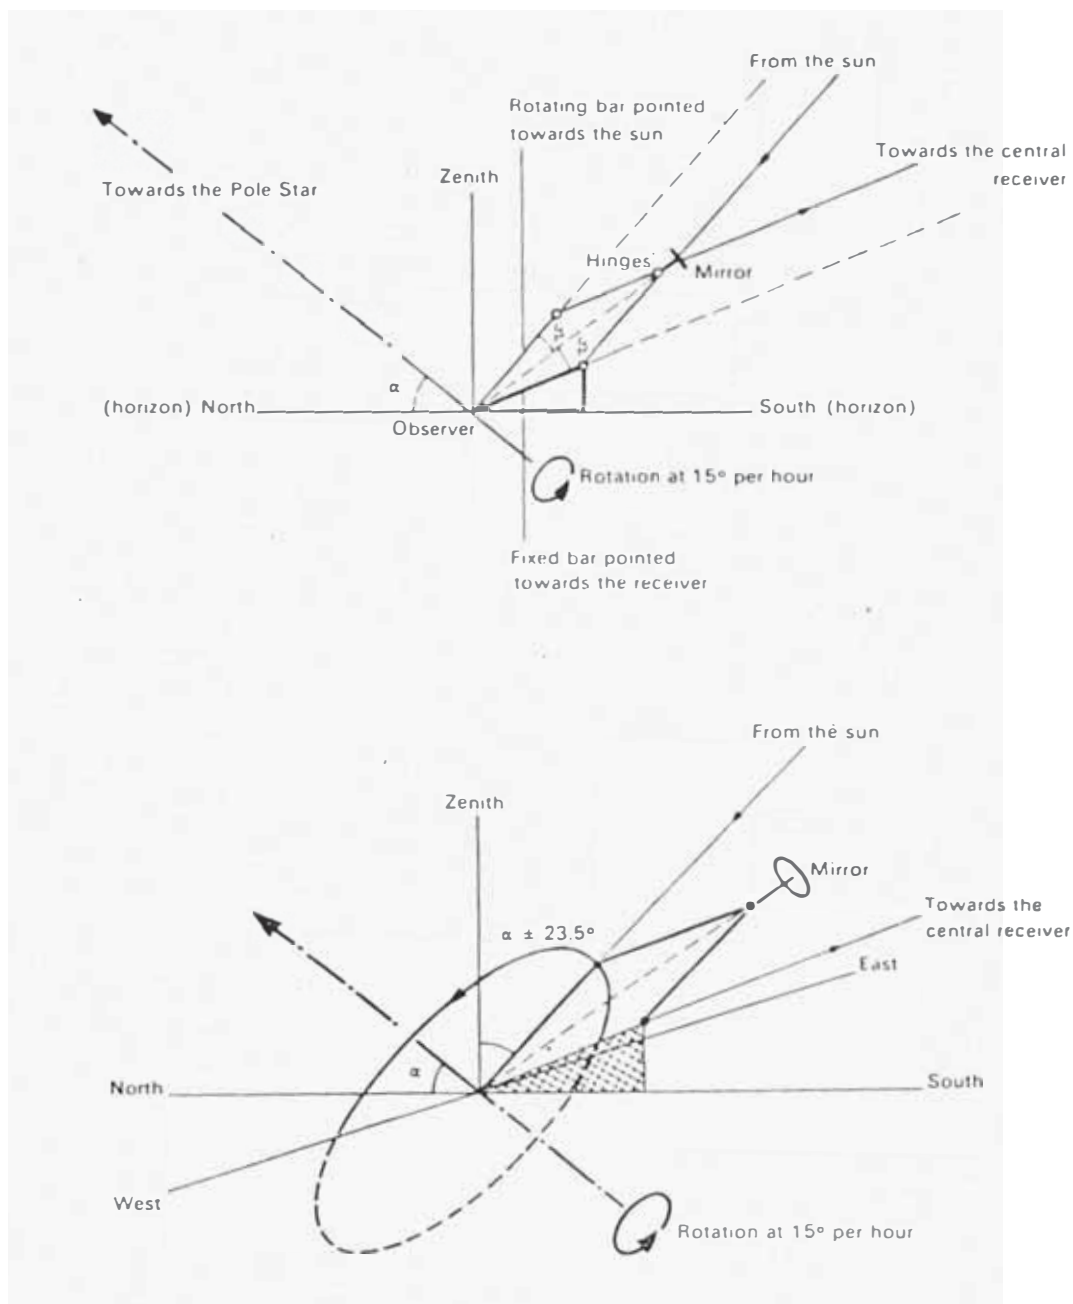 From the sun
Rotating bar pointed
towards the sun
Towards the central
receiver
Zenith
Towards the Pole Star
Hinges
Mirror
α
(horizon) North
South (horizon)
Observer
Rotation at 15° per hour
Fixed bar pointed
towards the receiver
From the sun
Zenith
Mirror
Towards the
central receiver
α ± 23.5°
East
α
North
South
West
Rotation at 15° per hour